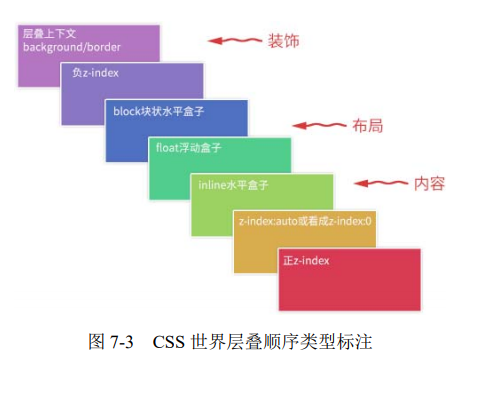 层叠上下文
background/border
装饰
负z-index
block块状水平盒子
布局
float浮动盒子
inline水平盒子
内容
z-index:auto或看成z-index:0
正z-index
图 7-3 CSS 世界层叠顺序类型标注